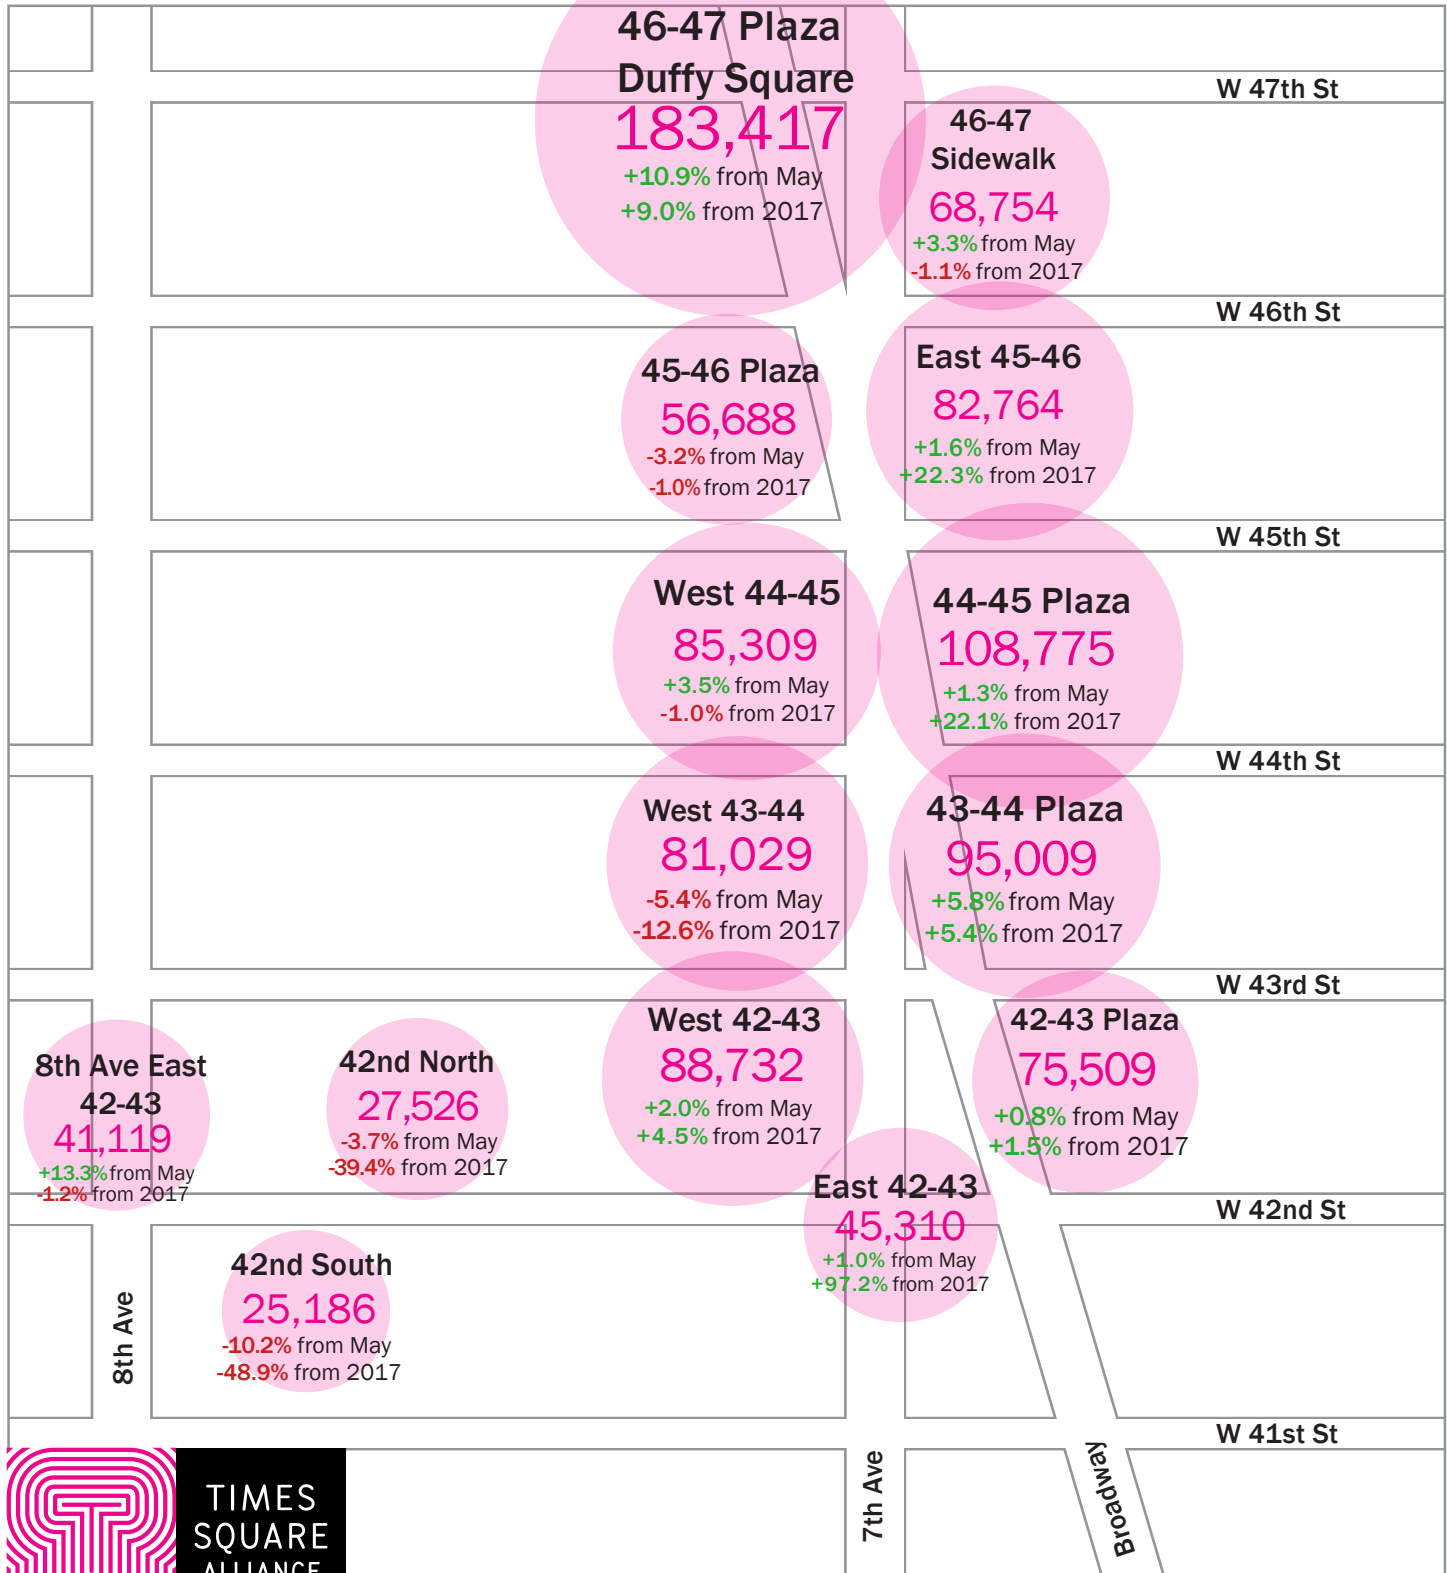 46-47 Plaza
Duffy Square
183,417
+10.9% from May
+9.0% from 2017
W 47th St
46-47
Sidewalk
68,754
+3.3% from May
-1.1% from 2017
W 46th St
45-46 Plaza
56,688
-3.2% from May
-1.0% from 2017
East 45-46
82,764
+1.6% from May
+22.3% from 2017
W 45th St
West 44-45
85,309
+3.5% from May
-1.0% from 2017
44-45 Plaza
108,775
+1.3% from May
+22.1% from 2017
W 44th St
West 43-44
81,029
-5.4% from May
-12.6% from 2017
43-44 Plaza
95,009
+5.8% from May
+5.4% from 2017
W 43rd St
8th Ave East
42-43
41,119
+13.3% from May
-1.2% from 2017
42nd North
27,526
-3.7% from May
-39.4% from 2017
West 42-43
88,732
+2.0% from May
+4.5% from 2017
42-43 Plaza
75,509
+0.8% from May
+1.5% from 2017
East 42-43
45,310
+1.0% from May
+97.2% from 2017
W 42nd St
42nd South
25,186
-10.2% from May
-48.9% from 2017
8th Ave
W 41st St
7th Ave
Broadway
TIMES
SQUARE
ALLIANCE